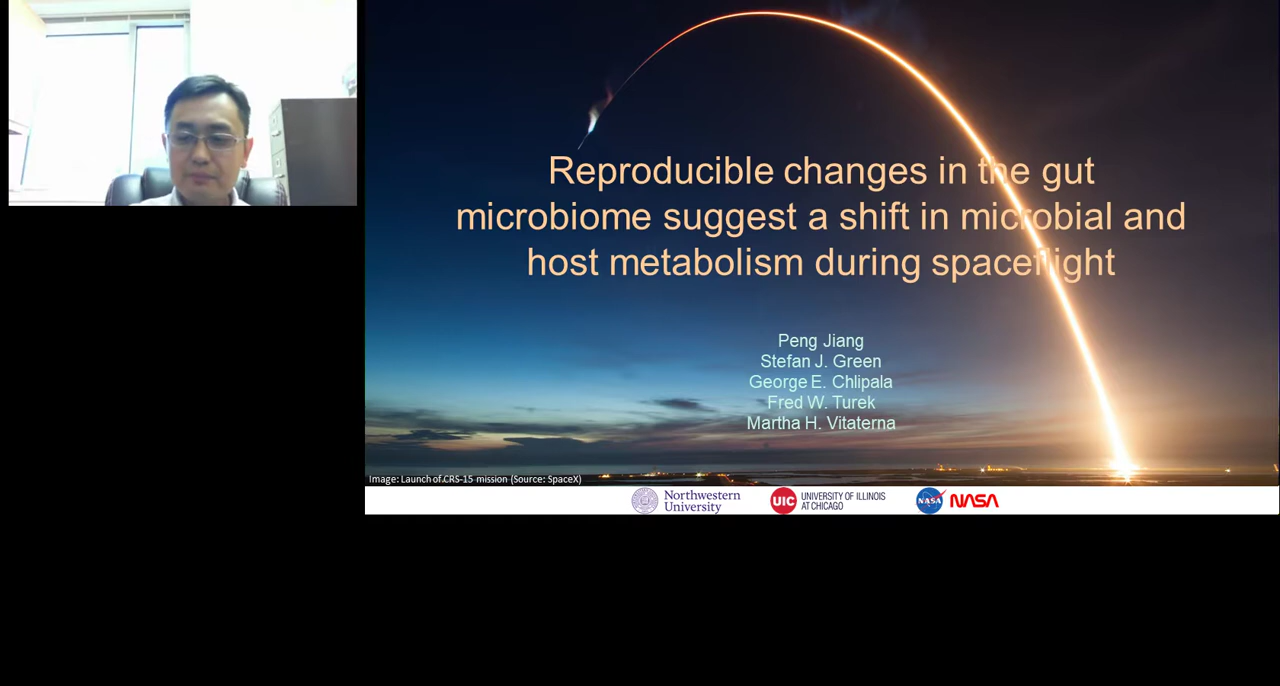 Reproducible changes in the gut
microbiome suggest a shift in microbial and
host metabolism during spaceflight
Peng Jiang
Stefan J. Green
George E. Chlipala
Fred W. Turek
Martha H. Vitaterna
Image: Launch of CRS-15 mission (Source: SpaceX)
Northwestern
University
UIC
UNIVERSITY OF ILLINOIS
AT CHICAGO
NASA
NASA